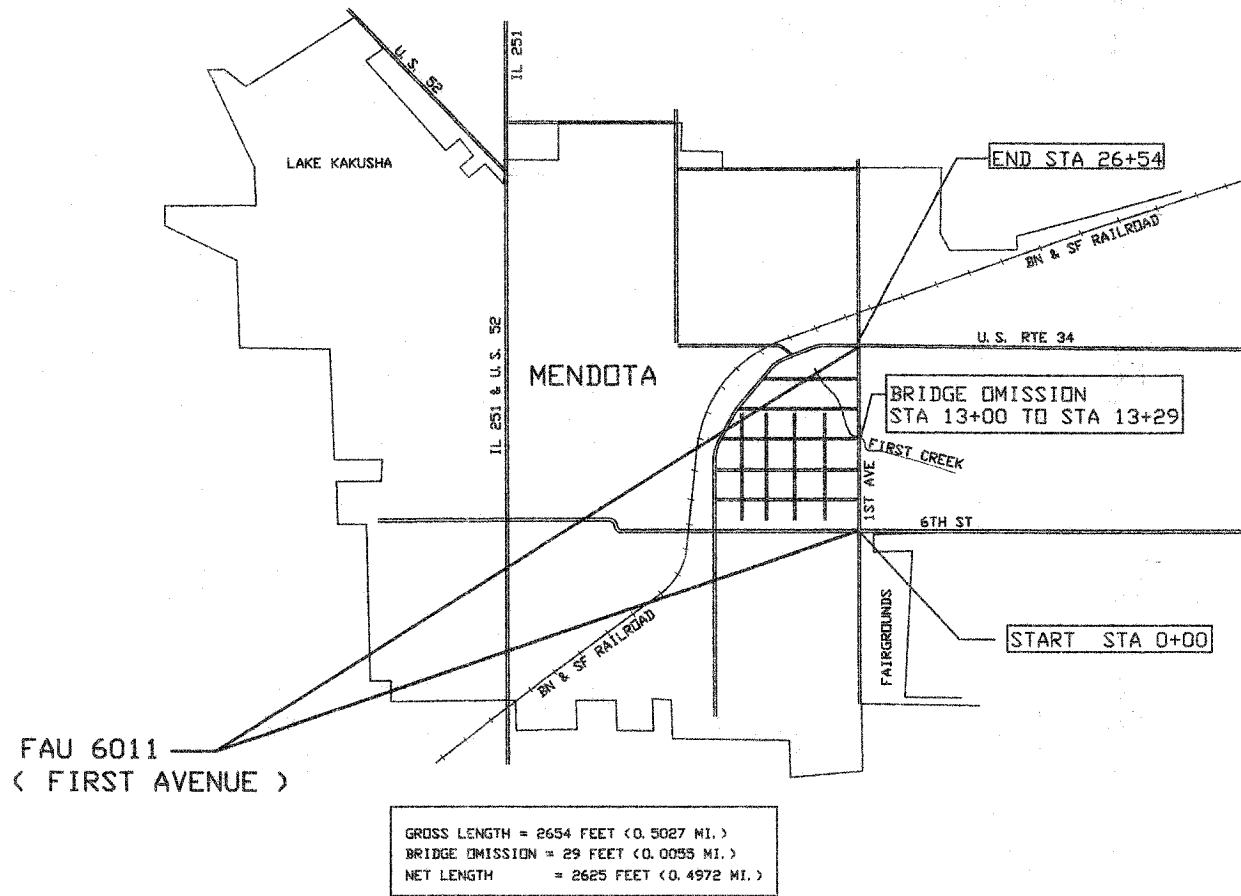 U.S. 52
IL 251
LAKE KAKUSHA
END STA 26+54
BN & SF RAILROAD
IL 251 & U.S. 52
U.S. RTE 34
MENDOTA
BRIDGE OMISSION
STA 13+00 TO STA 13+29
FIRST CREEK
1ST AVE
6TH ST
FAIRGROUNDS
START STA 0+00
BN & SF RAILROAD
FAU 6011
( FIRST AVENUE )
GROSS LENGTH = 2654 FEET (0.5027 MI.)
BRIDGE OMISSION = 29 FEET (0.0055 MI.)
NET LENGTH = 2625 FEET (0.4972 MI.)